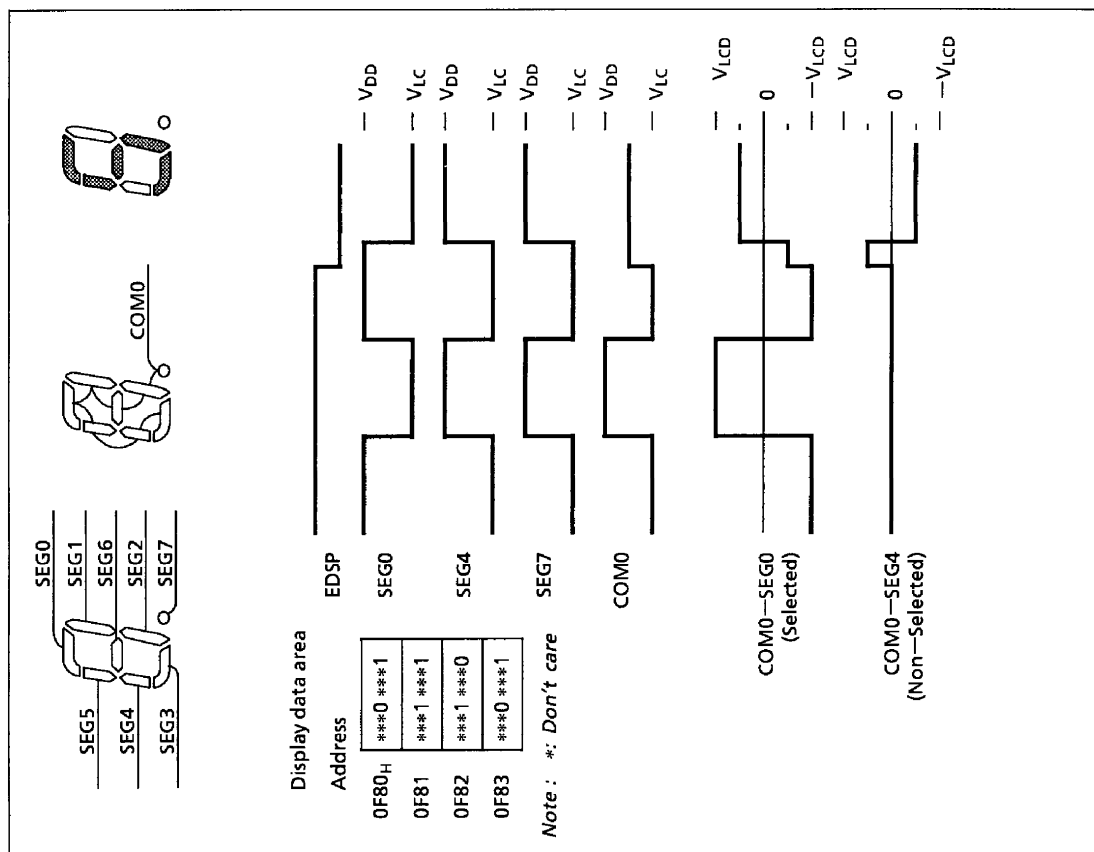 SEG0
SEG1
SEG6
SEG2
SEG7
SEG5
SEG4
SEG3
COM0
Display data area
Address
0F80H ***0 ***1
0F81 ***1 ***1
0F82 ***1 ***0
0F83 ***0 ***1
Note : *: Don't care
EDSP
SEG0
VDD
VLC
SEG4
VDD
VLC
SEG7
VDD
VLC
COM0
VDD
VLC
COM0—SEG0
(Selected)
VLCD
0
—VLCD
COM0—SEG4
(Non—Selected)
VLCD
0
—VLCD